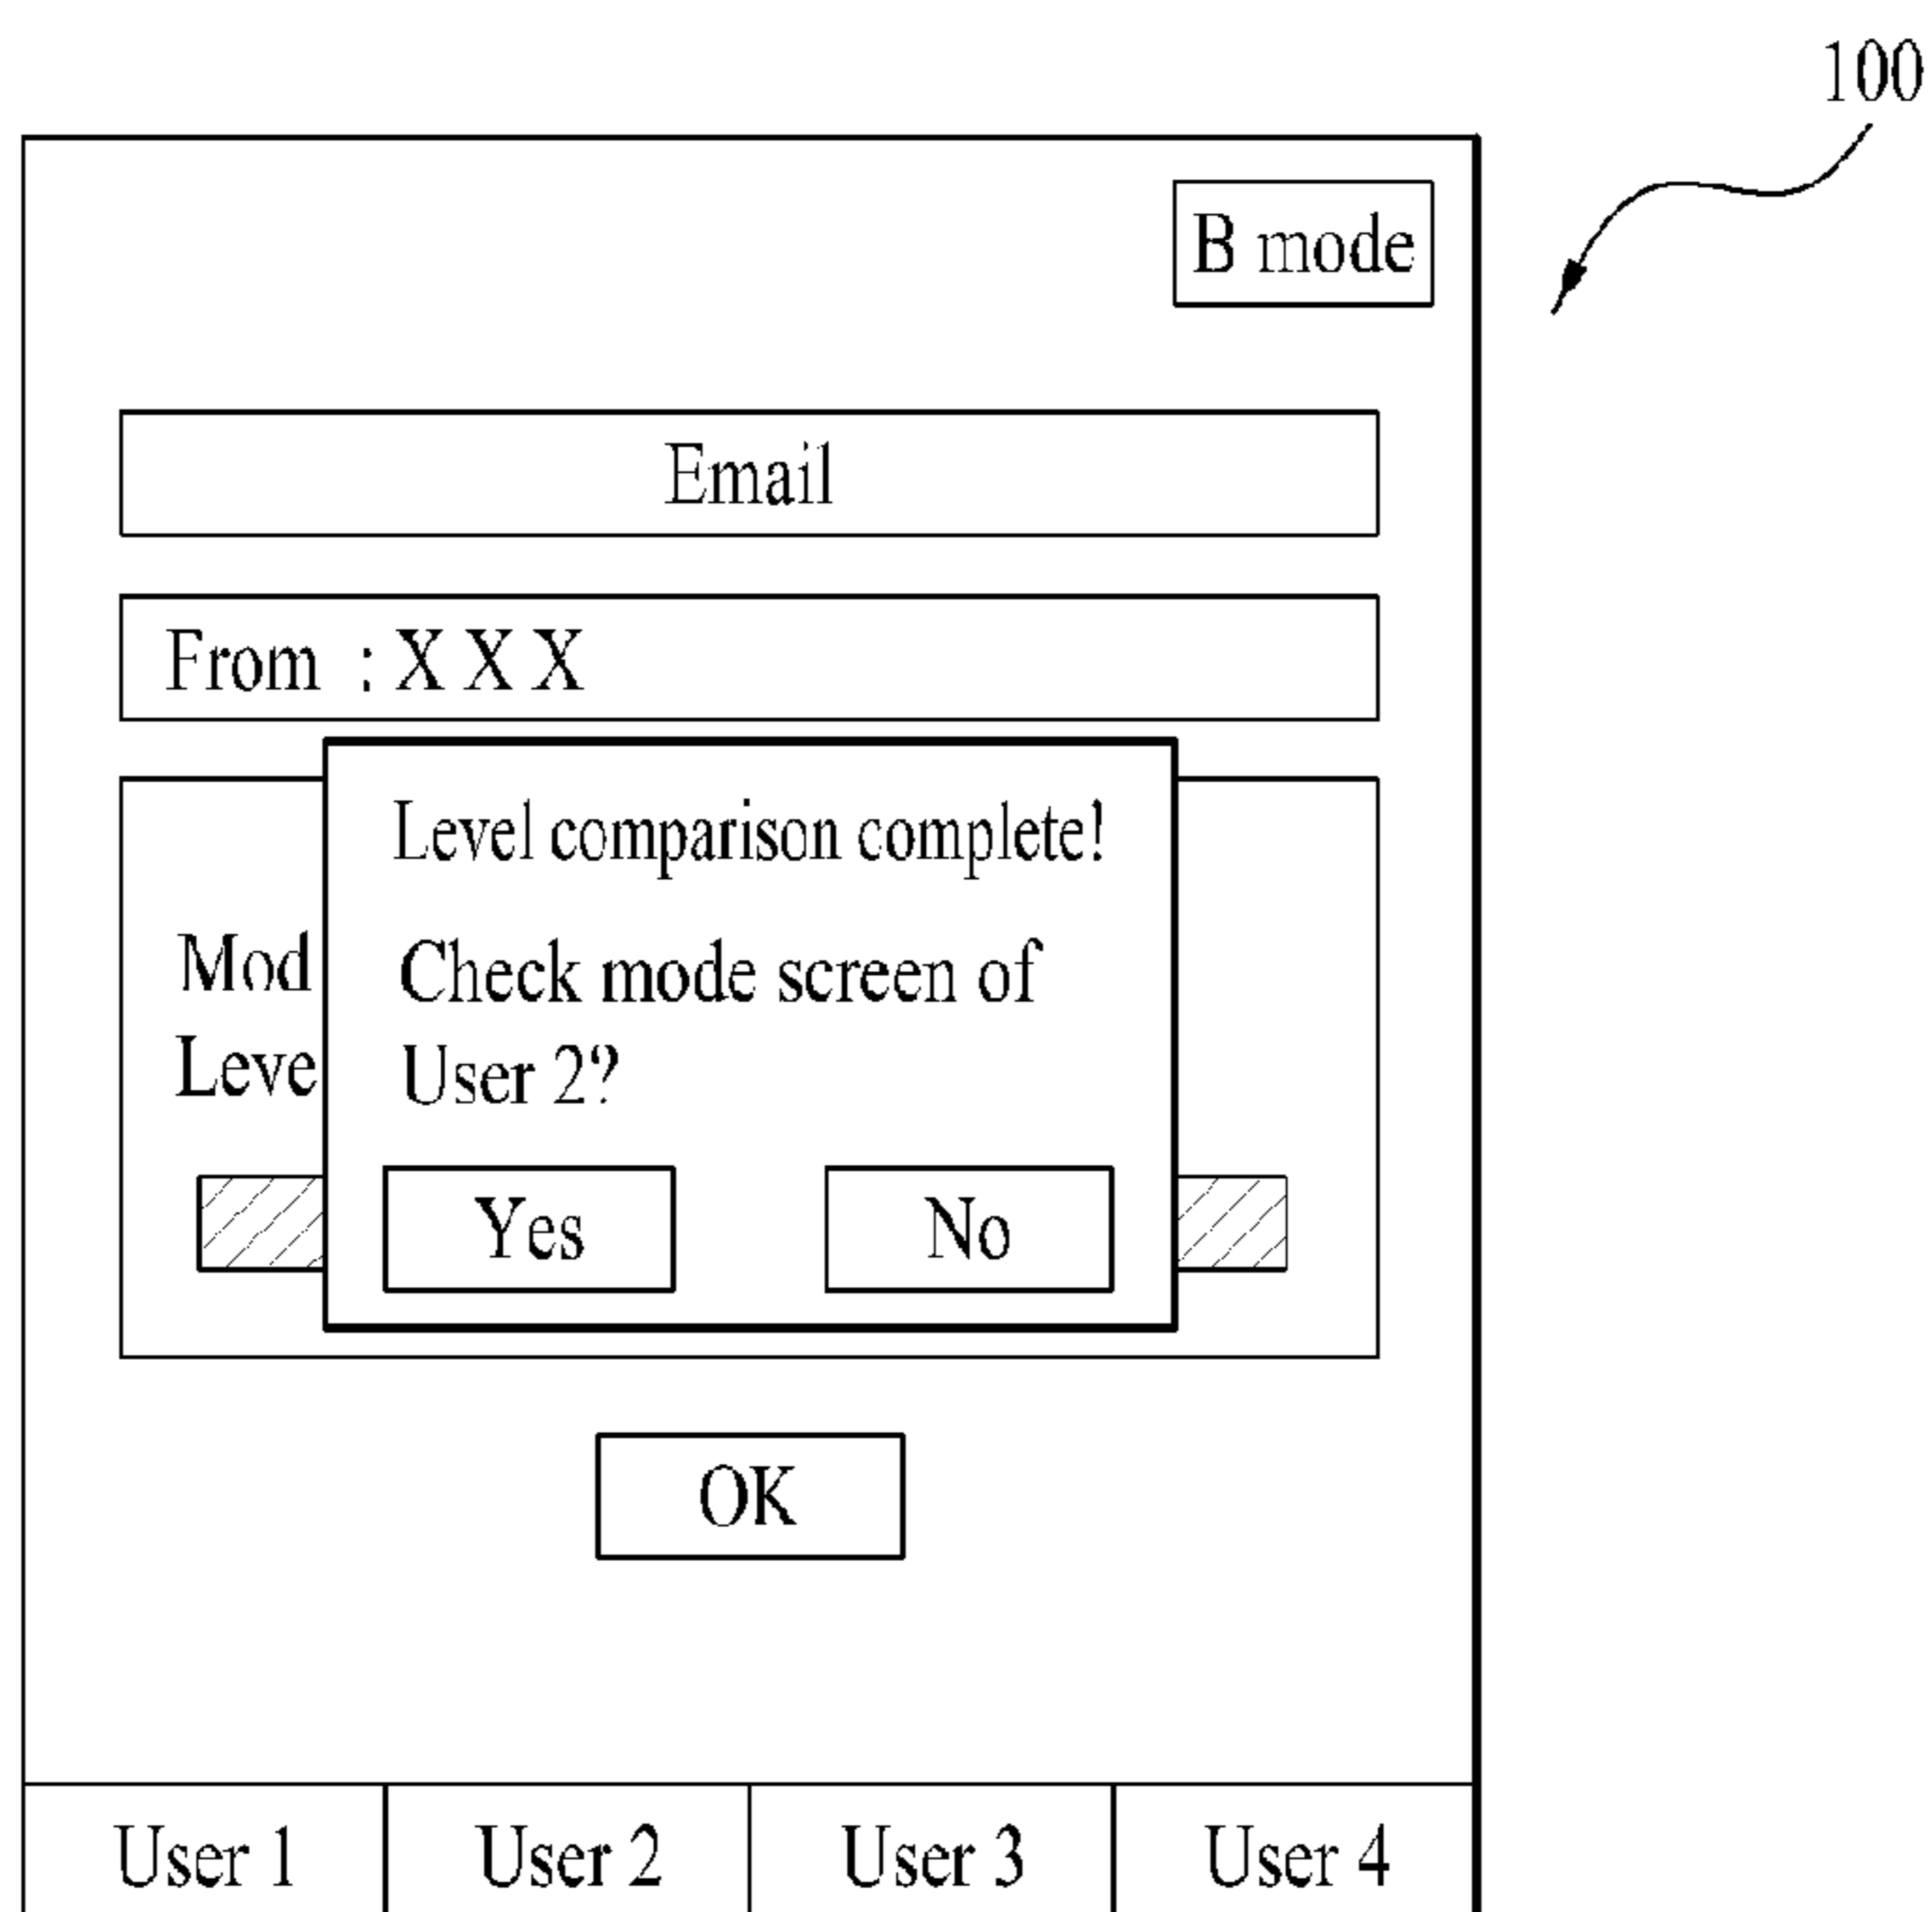 100
B mode
Email
From : X X X
Level comparison complete!
Mod
Check mode screen of
Leve
User 2?
Yes
No
OK
User 1
User 2
User 3
User 4